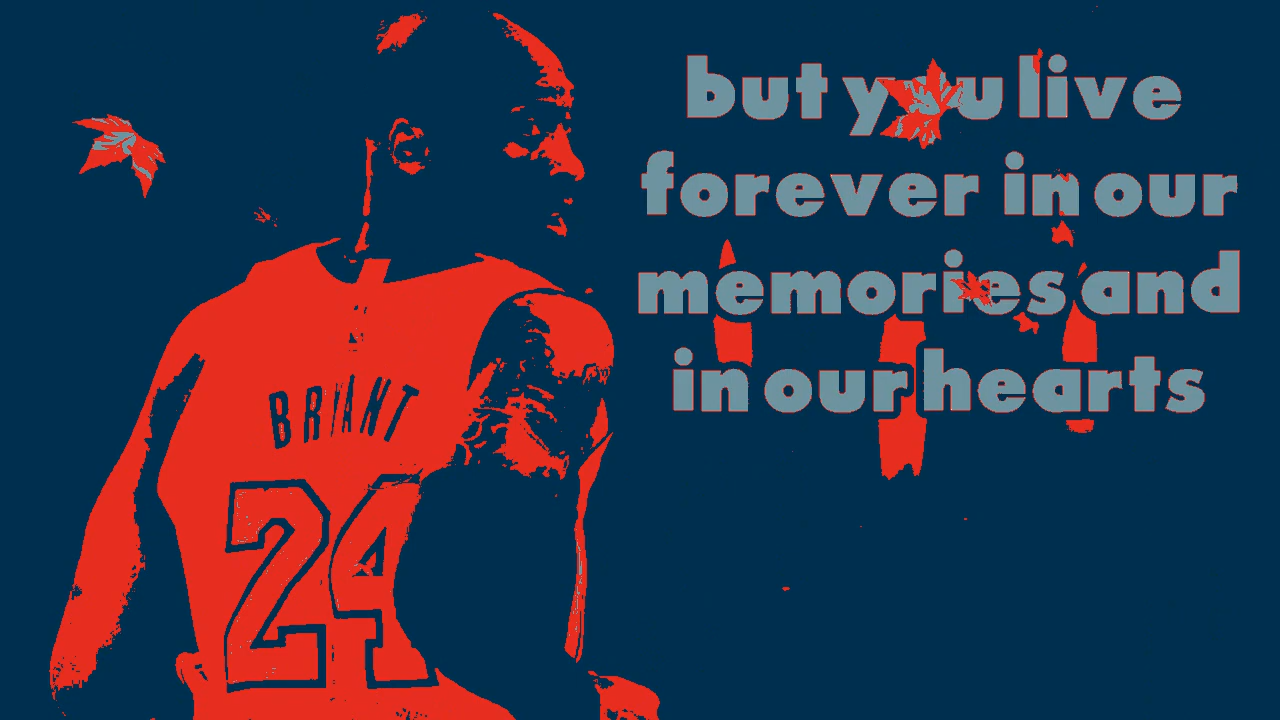 but you live
forever in our
memories and
in our hearts
BRYANT
24